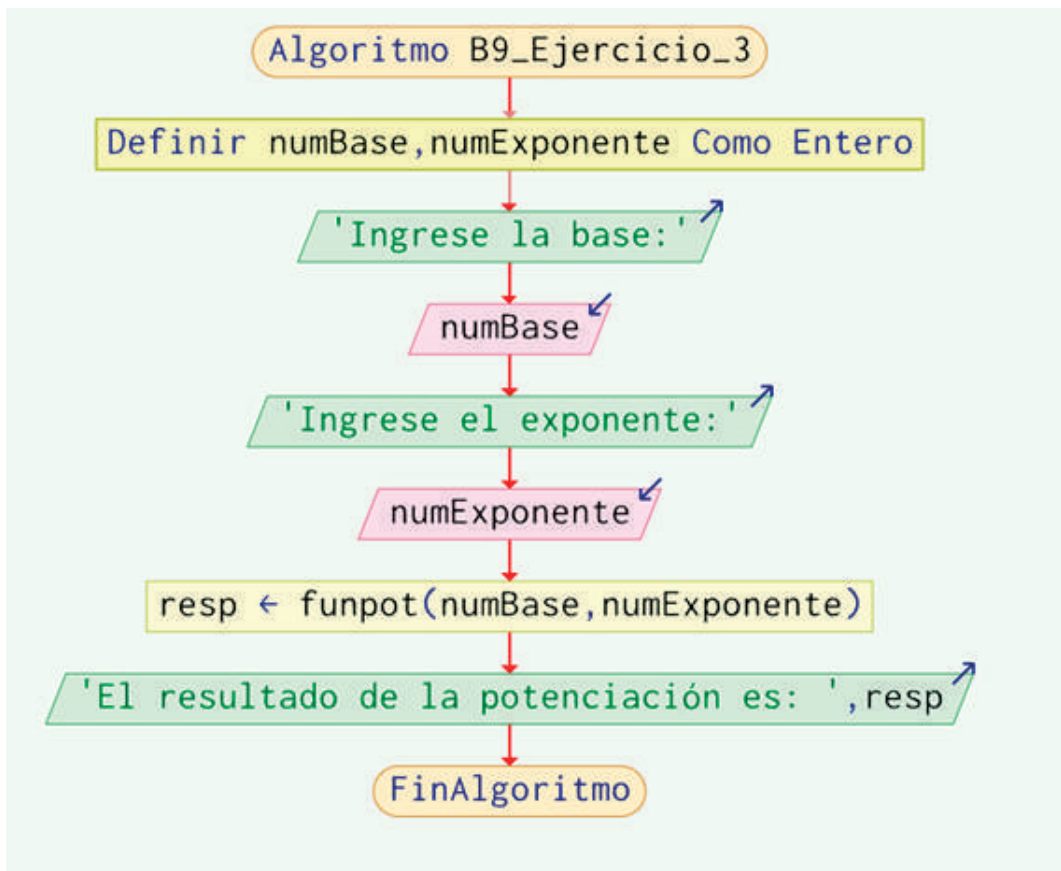 Algoritmo B9_Ejercicio_3
Definir numBase,numExponente Como Entero
'Ingrese la base:'
numBase
'Ingrese el exponente:'
numExponente
resp ← funpot(numBase,numExponente)
'El resultado de la potenciación es: ',resp
FinAlgoritmo